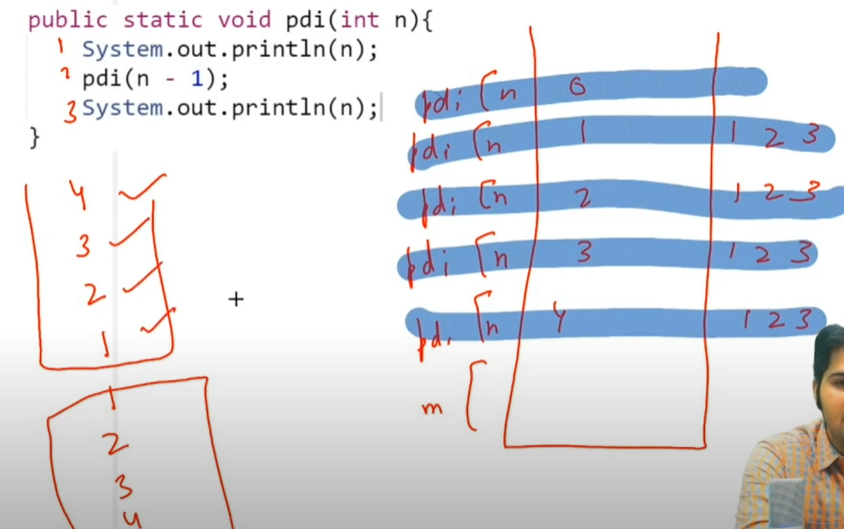 public static void pdi(int n){
1 System.out.println(n);
2 pdi(n - 1);
3 System.out.println(n);
}
4
3
2
1
+
1
2
3
4
pdi [n 0
pdi [n 1 1 2 3
pdi [n 2 1 2 3
pdi [n 3 1 2 3
pdi [n 4 1 2 3
m [